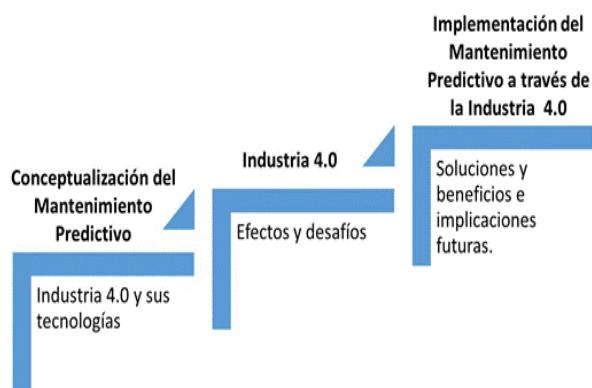 Conceptualización del
Mantenimiento
Predictivo
Industria 4.0 y sus
tecnologías
Industria 4.0
Efectos y desafíos
Implementación del
Mantenimiento
Predictivo a través de
la Industria 4.0
Soluciones y
beneficios e
implicaciones
futuras.